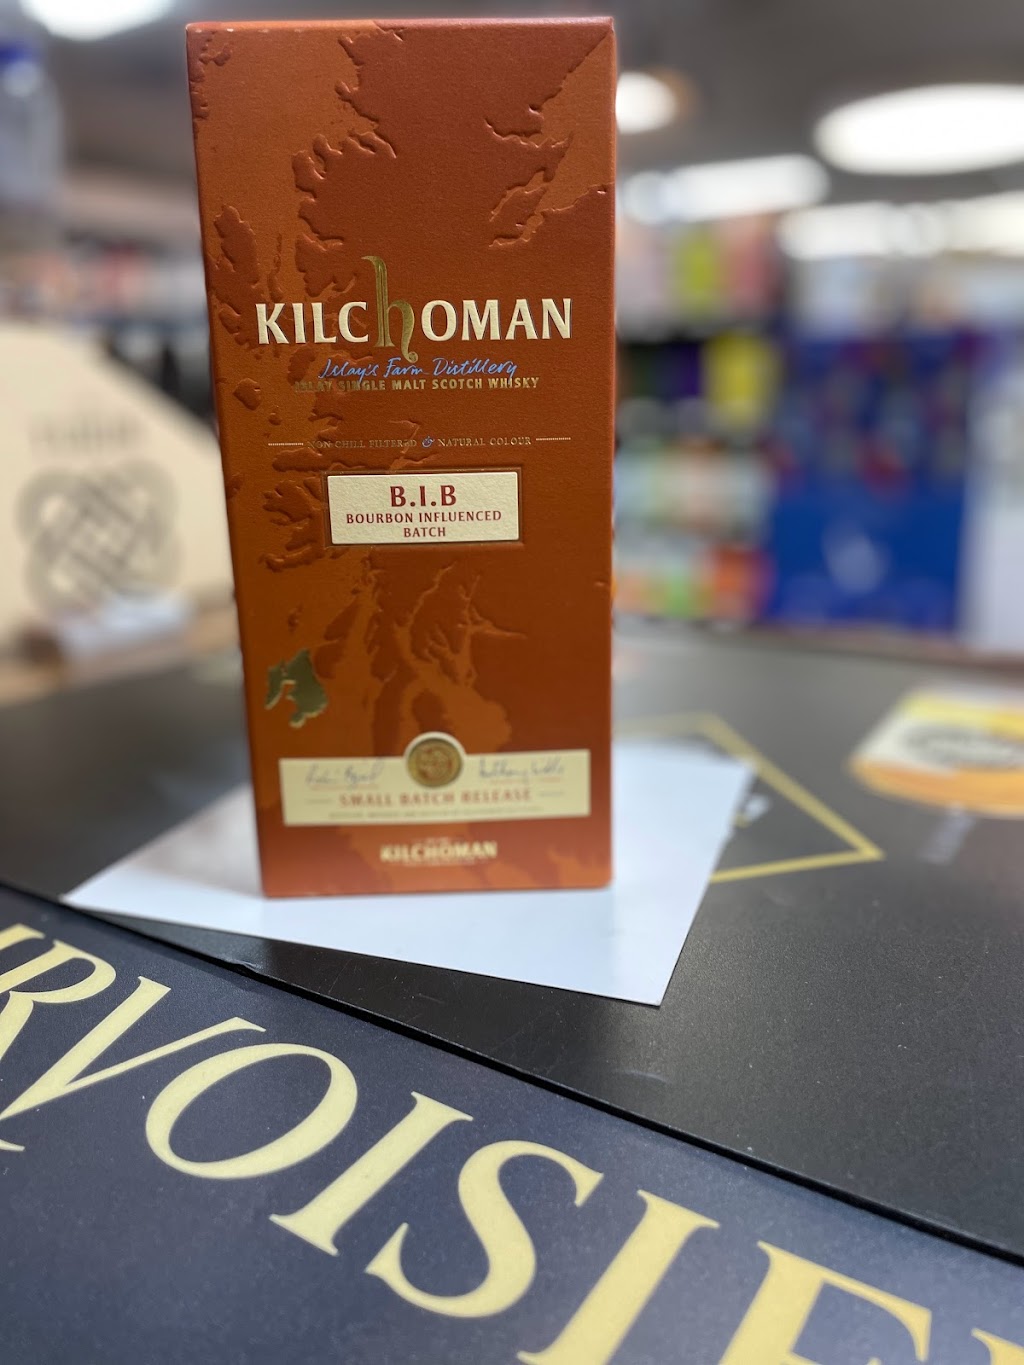 KILCHOMAN
Islay's Farm Distillery
ISLAY SINGLE MALT SCOTCH WHISKY
NON CHILL FILTERED & NATURAL COLOUR
B.I.B
BOURBON INFLUENCED
BATCH
SMALL BATCH RELEASE
KILCHOMAN
RVOISIE